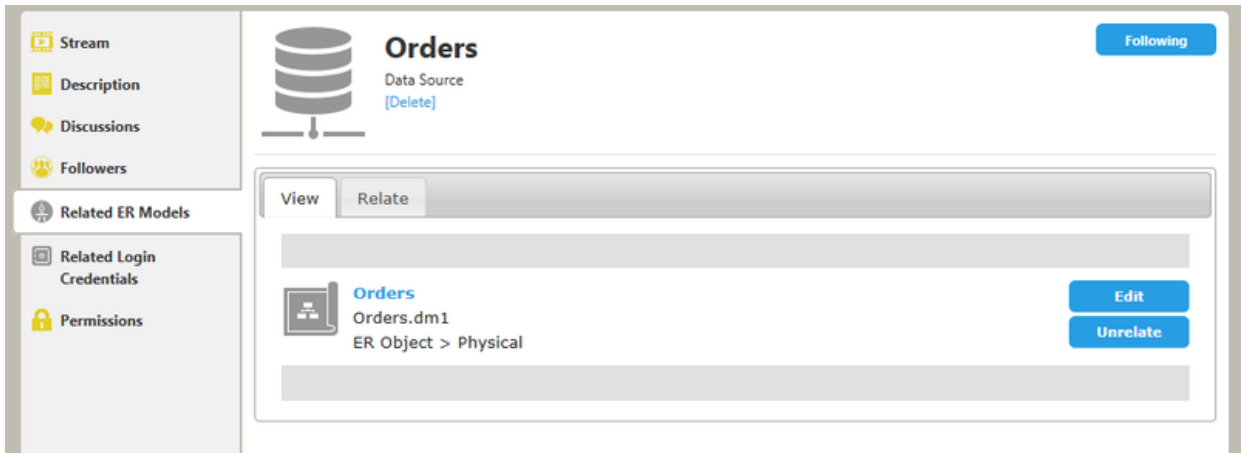 Stream
Description
Discussions
Followers
Related ER Models
Related Login
Credentials
Permissions
Orders
Data Source
[Delete]
Following
View
Relate
Orders
Orders.dm1
ER Object > Physical
Edit
Unrelate